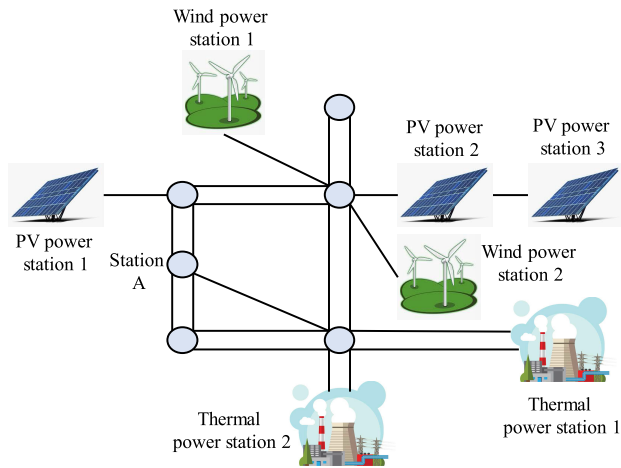 Wind power
station 1
PV power
station 2
PV power
station 3
PV power
station 1
Station
A
Wind power
station 2
Thermal
power station 2
Thermal
power station 1